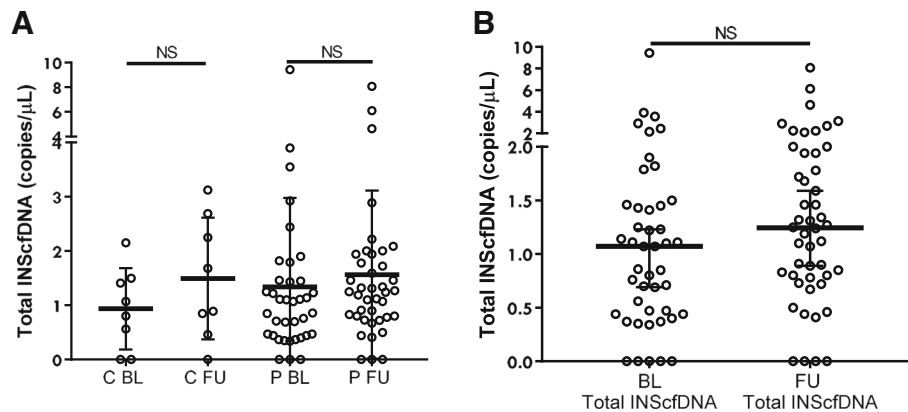 A
NS
NS
Total INScfDNA (copies/µL)
10
8
6
4
4
3
2
1
0
C BL
C FU
P BL
P FU
B
NS
Total INScfDNA (copies/µL)
10
8
6
4
2
2.0
1.5
1.0
0.5
0.0
BL
Total INScfDNA
FU
Total INScfDNA